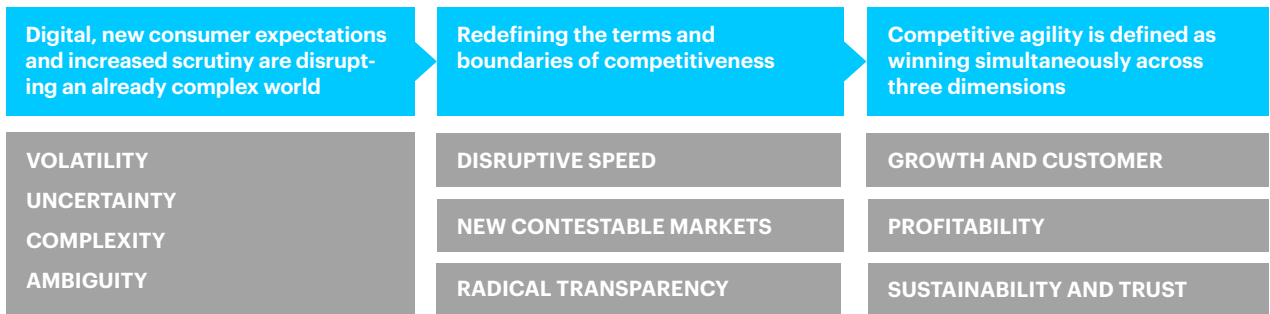 Digital, new consumer expectations
and increased scrutiny are disrupt-
ing an already complex world
VOLATILITY
UNCERTAINTY
COMPLEXITY
AMBIGUITY
Redefining the terms and
boundaries of competitiveness
DISRUPTIVE SPEED
NEW CONTESTABLE MARKETS
RADICAL TRANSPARENCY
Competitive agility is defined as
winning simultaneously across
three dimensions
GROWTH AND CUSTOMER
PROFITABILITY
SUSTAINABILITY AND TRUST